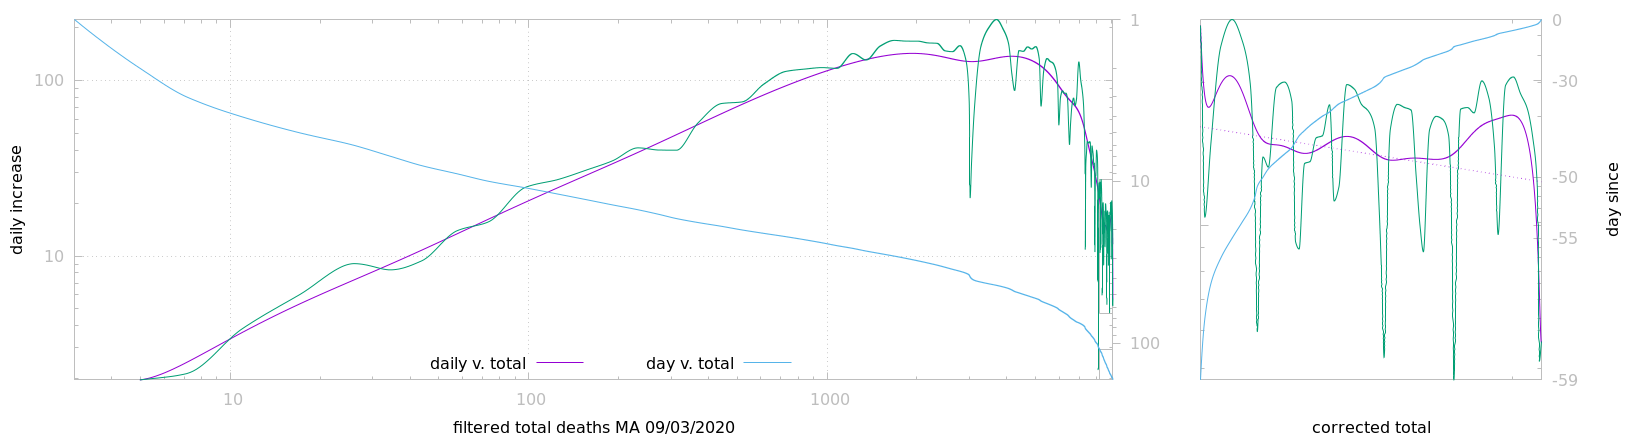 daily increase
100
10
daily v. total
day v. total
10
100
1000
filtered total deaths MA 09/03/2020
1
10
100
0
-30
-50
-55
-59
day since
corrected total